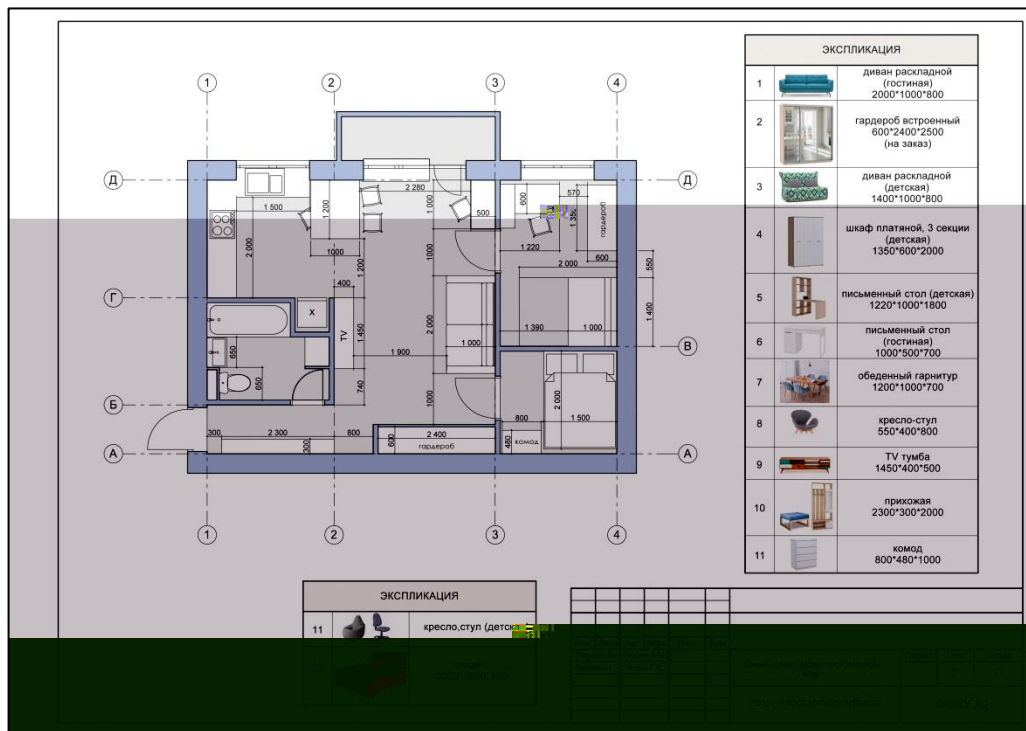 ЭКСПЛИКАЦИЯ
1 диван раскладной
(гостиная)
2000*1000*800
2 гардероб встроенный
600*2400*2500
(на заказ)
3 диван раскладной
(детская)
1400*1000*800
4 шкаф платяной, 3 секции
(детская)
1350*600*2000
5 письменный стол (детская)
1220*1000*1800
6 письменный стол
(гостиная)
1000*500*700
7 обеденный гарнитур
1200*1000*700
8 кресло-стул
550*400*800
9 TV тумба
1450*400*500
10 прихожая
2300*300*2000
11 комод
800*480*1000
1 2 3 4
Д Д
2 280
570
1 500
1 200
1 000
600
500
1 350
гардероб
2 000
1000
1 200
1000
1 220
600
2 000
550
400
Г
X
TV
1 450
2 000
1 390
1 000
1 400
650
1 900
1 000
В
650
740
1000
2 000
Б
800
1 500
300
2 300
800
300
600
2 400
гардероб
480
комод
А А
1 2 3 4
ЭКСПЛИКАЦИЯ
11 кресло,стул